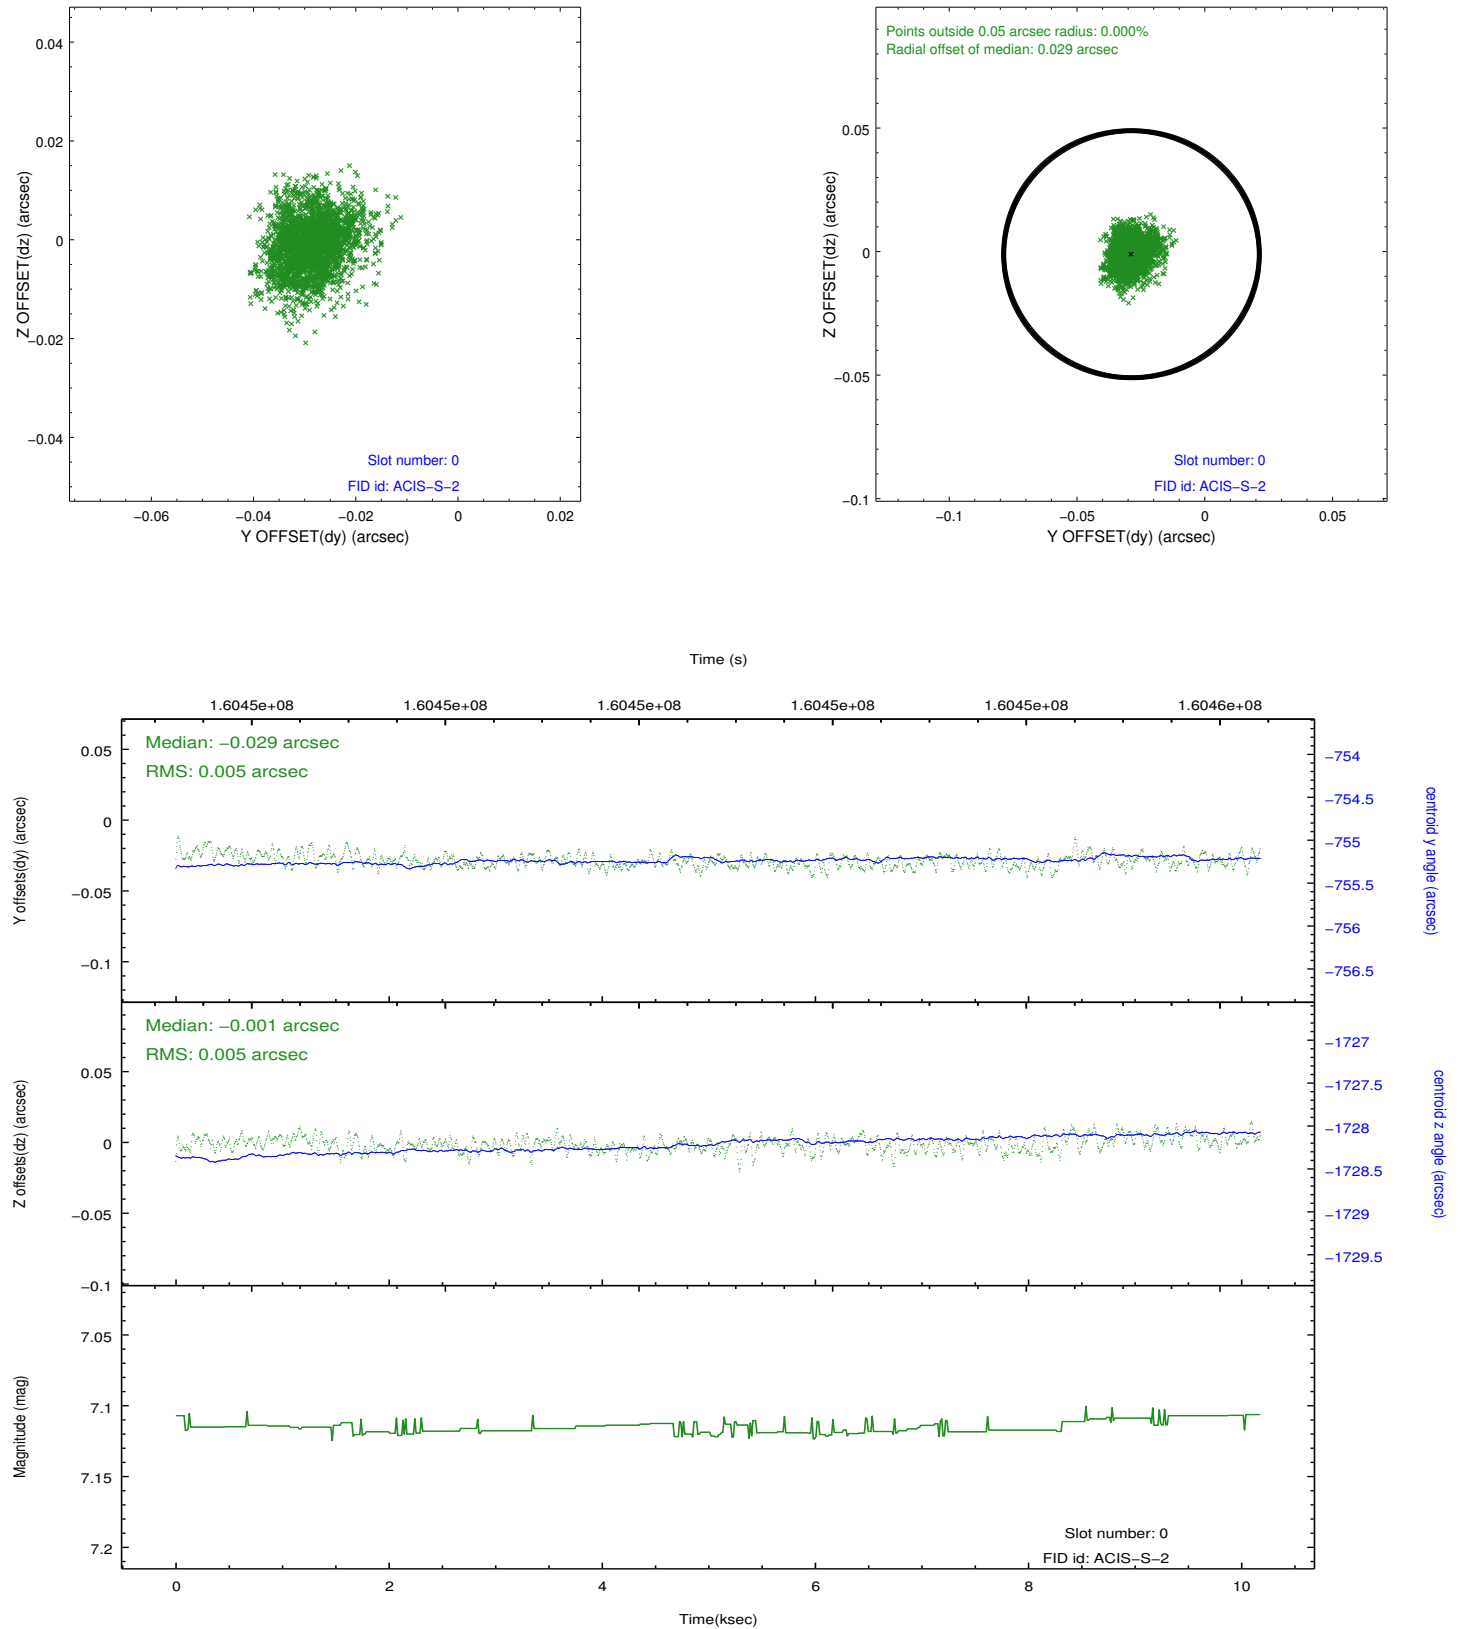 0.04
0.02
0
−0.02
−0.04
Z OFFSET(dz) (arcsec)
Slot number: 0
FID id: ACIS−S−2
−0.06
−0.04
−0.02
0
0.02
Y OFFSET(dy) (arcsec)
Points outside 0.05 arcsec radius: 0.000%
Radial offset of median: 0.029 arcsec
0.05
0
−0.05
−0.1
Z OFFSET(dz) (arcsec)
Slot number: 0
FID id: ACIS−S−2
−0.1
−0.05
0
0.05
Y OFFSET(dy) (arcsec)
Time (s)
1.6045e+08
1.6045e+08
1.6045e+08
1.6045e+08
1.6045e+08
1.6046e+08
Median: −0.029 arcsec
RMS: 0.005 arcsec
0.05
0
−0.05
−0.1
Y offsets(dy) (arcsec)
−754
−754.5
−755
−755.5
−756
−756.5
centroid y angle (arcsec)
Median: −0.001 arcsec
RMS: 0.005 arcsec
0.05
0
−0.05
−0.1
Z offsets(dz) (arcsec)
−1727
−1727.5
−1728
−1728.5
−1729
−1729.5
centroid z angle (arcsec)
7.05
7.1
7.15
7.2
Magnitude (mag)
Slot number: 0
FID id: ACIS−S−2
0
2
4
6
8
10
Time(ksec)